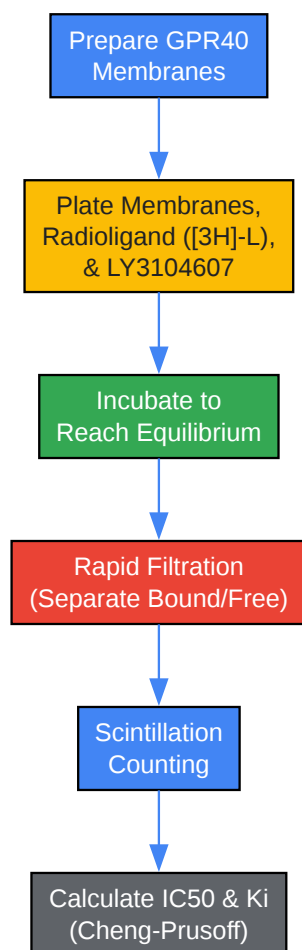 Prepare GPR40
Membranes
Plate Membranes,
Radioligand ([3H]-L),
& LY3104607
Incubate to
Reach Equilibrium
Rapid Filtration
(Separate Bound/Free)
Scintillation
Counting
Calculate IC50 & Ki
(Cheng-Prusoff)